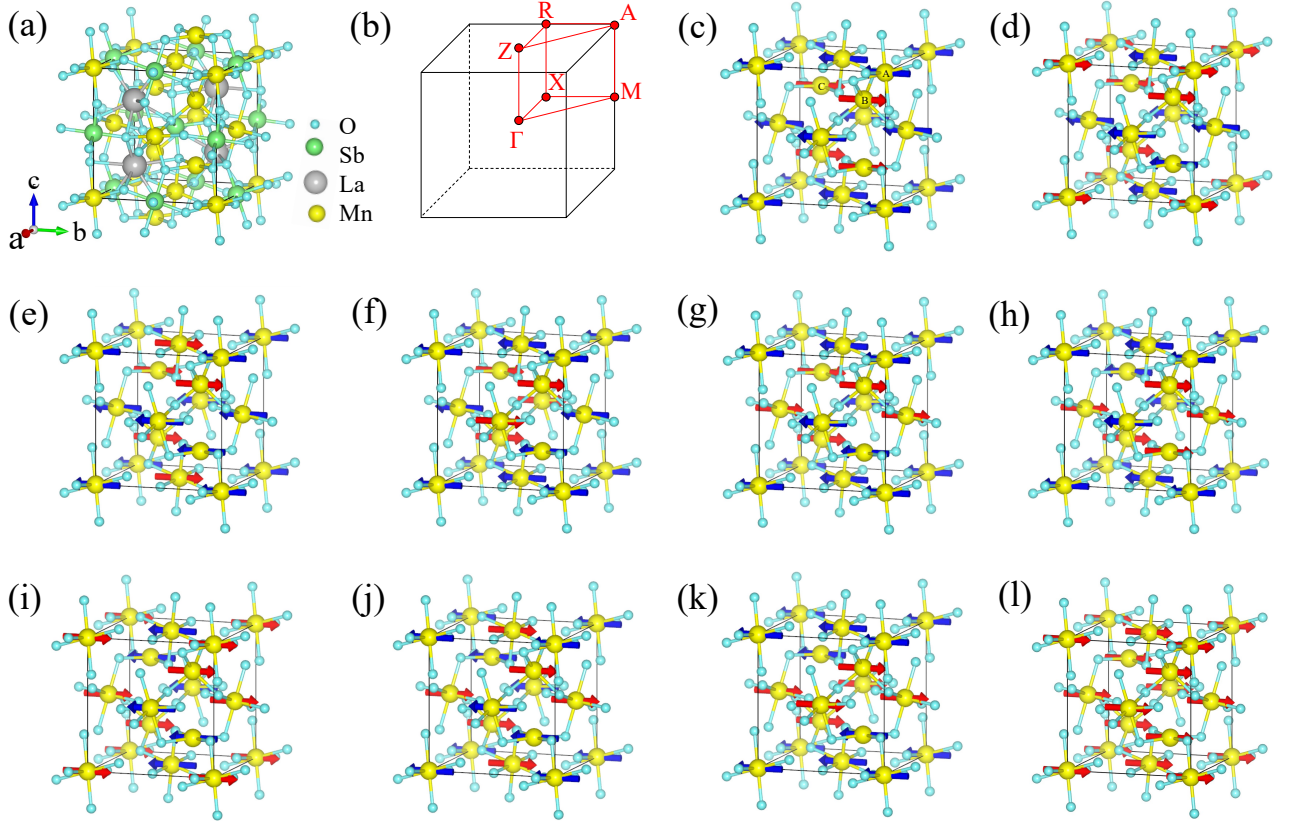 (a)
c
a
b
O
Sb
La
Mn
(b)
R
A
Z
X
M
Γ
(c)
A
C
B
(d)
(e)
(f)
(g)
(h)
(i)
(j)
(k)
(l)